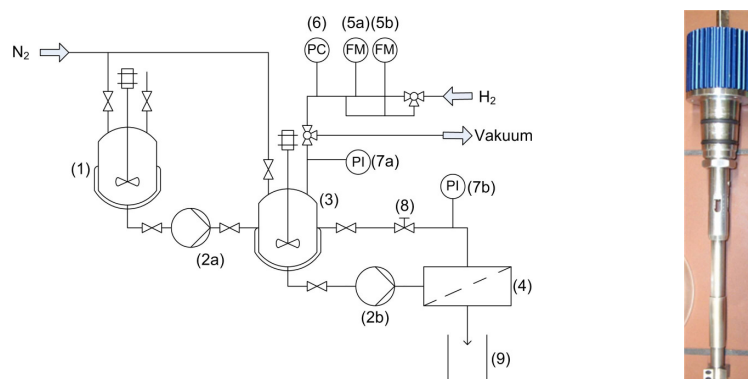 (6) (5a) (5b)
N₂
PC FM FM
H₂
Vakuum
(1)
PI (7a)
(3)
PI (7b)
(8)
(2a)
(4)
(2b)
(9)